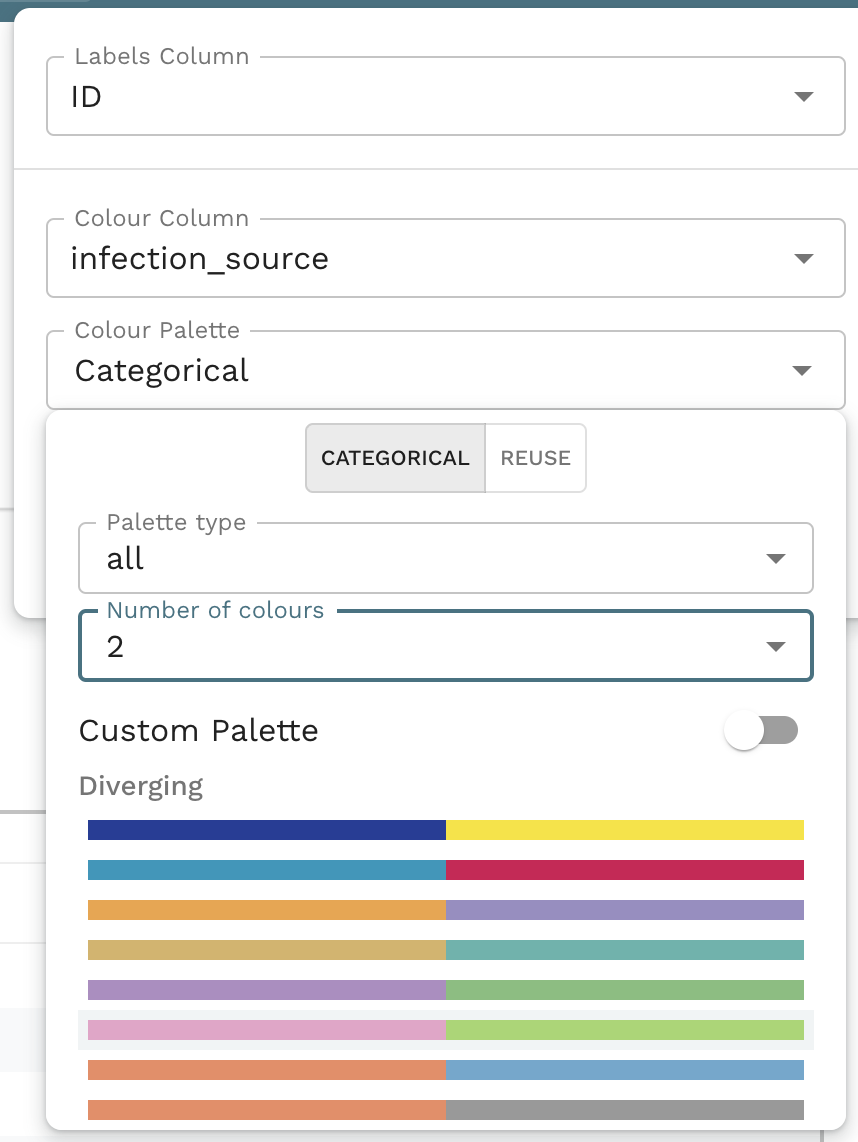 Labels Column
ID
Colour Column
infection_source
Colour Palette
Categorical
CATEGORICAL REUSE
Palette type
all
Number of colours
2
Custom Palette
Diverging